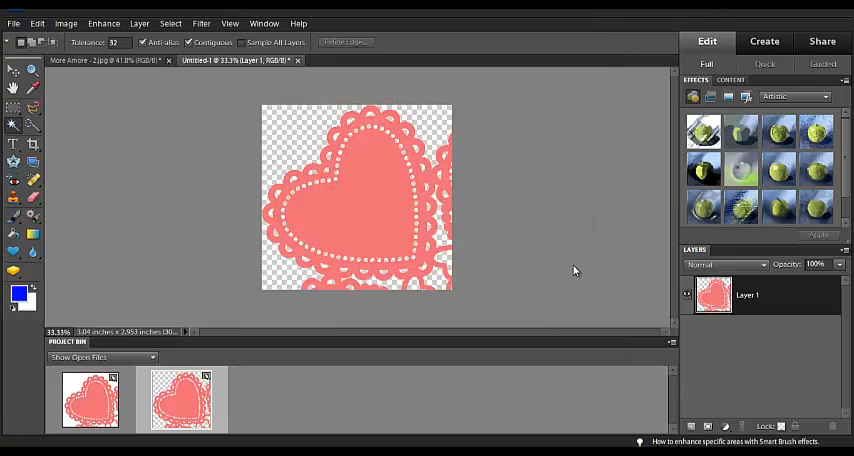 File Edit Image Enhance Layer Select Filter View Window Help
Tolerance: 32 Anti-alias Contiguous Sample All Layers Refine Edge...
Edit Create Share
More Amore - 2.jpg @ 41.8% (RGB/8) * × Untitled-1 @ 33.3% (Layer 1, RGB/8) * ×
Full Quick Guided
EFFECTS CONTENT
Artistic
Apply
LAYERS
Normal Opacity: 100%
Layer 1
33.33% 3.04 inches x 2.953 inches (30...
PROJECT BIN
Show Open Files
Lock:
How to enhance specific areas with Smart Brush effects.